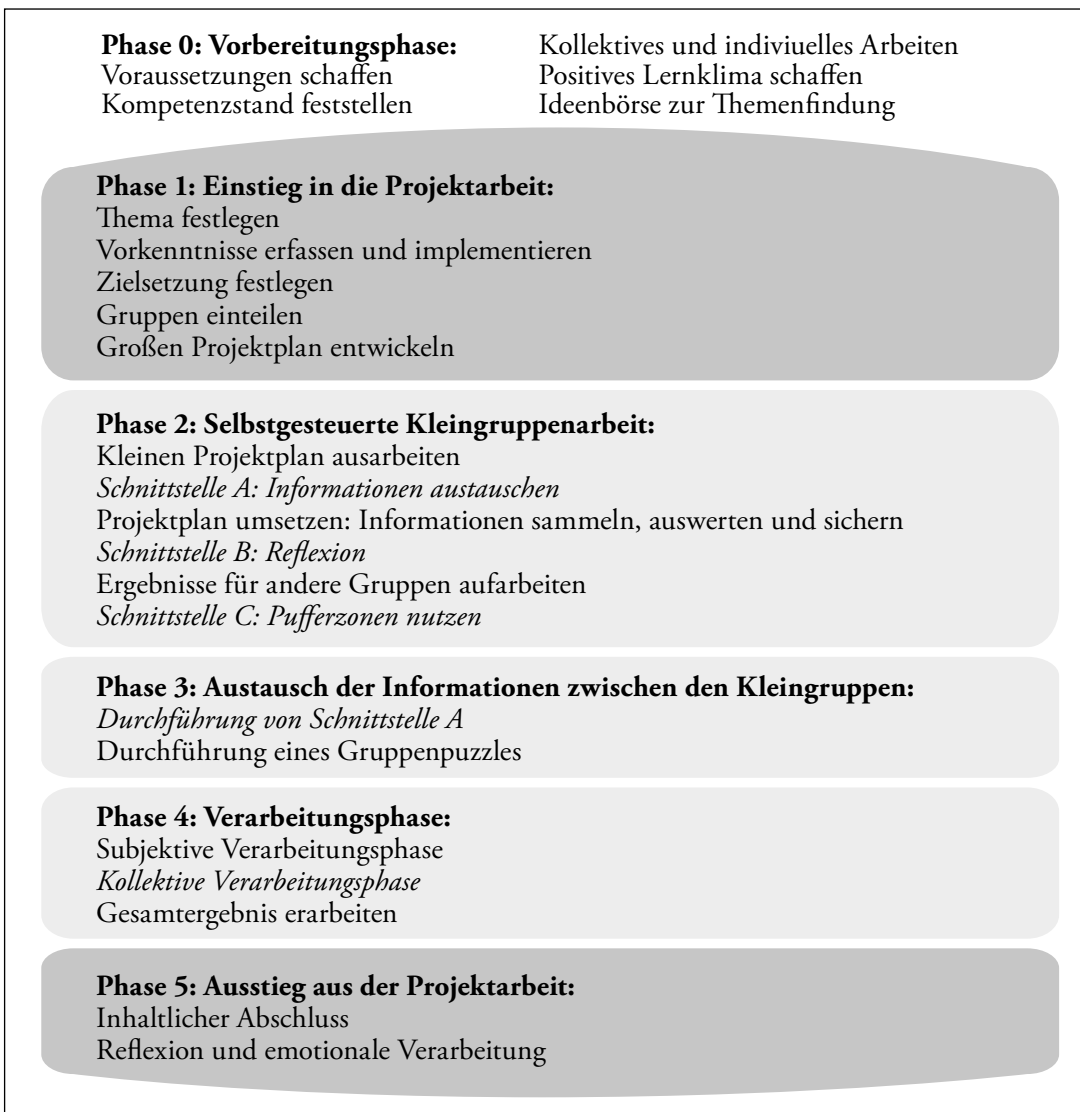 Phase 0: Vorbereitungsphase:
Voraussetzungen schaffen
Kompetenzstand feststellen
Kollektives und indiviuelles Arbeiten
Positives Lernklima schaffen
Ideenbörse zur Themenfindung
Phase 1: Einstieg in die Projektarbeit:
Thema festlegen
Vorkenntnisse erfassen und implementieren
Zielsetzung festlegen
Gruppen einteilen
Großen Projektplan entwickeln
Phase 2: Selbstgesteuerte Kleingruppenarbeit:
Kleinen Projektplan ausarbeiten
Schnittstelle A: Informationen austauschen
Projektplan umsetzen: Informationen sammeln, auswerten und sichern
Schnittstelle B: Reflexion
Ergebnisse für andere Gruppen aufarbeiten
Schnittstelle C: Pufferzonen nutzen
Phase 3: Austausch der Informationen zwischen den Kleingruppen:
Durchführung von Schnittstelle A
Durchführung eines Gruppenpuzzles
Phase 4: Verarbeitungsphase:
Subjektive Verarbeitungsphase
Kollektive Verarbeitungsphase
Gesamtergebnis erarbeiten
Phase 5: Ausstieg aus der Projektarbeit:
Inhaltlicher Abschluss
Reflexion und emotionale Verarbeitung